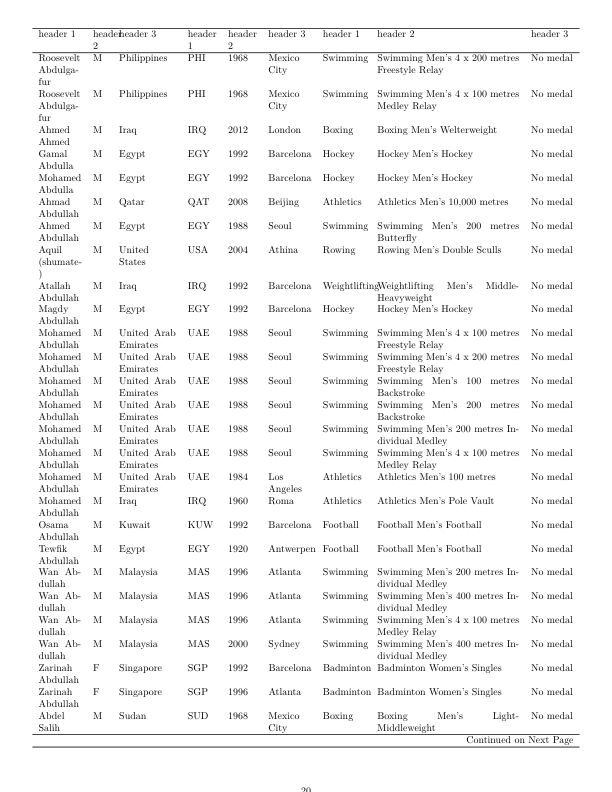 header 1 header 2 header 3 header 1 header 2 header 3 header 1 header 2 header 3
Roosevelt Abdulga-fur M Philippines PHI 1968 Mexico City Swimming Swimming Men's 4 x 200 metres Freestyle Relay No medal
Roosevelt Abdulga-fur M Philippines PHI 1968 Mexico City Swimming Swimming Men's 4 x 100 metres Medley Relay No medal
Ahmed Ahmed M Iraq IRQ 2012 London Boxing Boxing Men's Welterweight No medal
Gamal Abdulla M Egypt EGY 1992 Barcelona Hockey Hockey Men's Hockey No medal
Mohamed Abdulla M Egypt EGY 1992 Barcelona Hockey Hockey Men's Hockey No medal
Ahmad Abdullah M Qatar QAT 2008 Beijing Athletics Athletics Men's 10,000 metres No medal
Ahmed Abdullah M Egypt EGY 1988 Seoul Swimming Swimming Men's 200 metres Butterfly No medal
Aquil (shumate-) M United States USA 2004 Athina Rowing Rowing Men's Double Sculls No medal
Atallah Abdullah M Iraq IRQ 1992 Barcelona Weightlifting Weightlifting Men's Middle-Heavyweight No medal
Magdy Abdullah M Egypt EGY 1992 Barcelona Hockey Hockey Men's Hockey No medal
Mohamed Abdullah M United Arab Emirates UAE 1988 Seoul Swimming Swimming Men's 4 x 100 metres Freestyle Relay No medal
Mohamed Abdullah M United Arab Emirates UAE 1988 Seoul Swimming Swimming Men's 4 x 200 metres Freestyle Relay No medal
Mohamed Abdullah M United Arab Emirates UAE 1988 Seoul Swimming Swimming Men's 100 metres Backstroke No medal
Mohamed Abdullah M United Arab Emirates UAE 1988 Seoul Swimming Swimming Men's 200 metres Backstroke No medal
Mohamed Abdullah M United Arab Emirates UAE 1988 Seoul Swimming Swimming Men's 200 metres In-dividual Medley No medal
Mohamed Abdullah M United Arab Emirates UAE 1988 Seoul Swimming Swimming Men's 4 x 100 metres Medley Relay No medal
Mohamed Abdullah M United Arab Emirates UAE 1984 Los Angeles Athletics Athletics Men's 100 metres No medal
Mohamed Abdullah M Iraq IRQ 1960 Roma Athletics Athletics Men's Pole Vault No medal
Osama Abdullah M Kuwait KUW 1992 Barcelona Football Football Men's Football No medal
Tewfik Abdullah M Egypt EGY 1920 Antwerpen Football Football Men's Football No medal
Wan Ab-dullah M Malaysia MAS 1996 Atlanta Swimming Swimming Men's 200 metres In-dividual Medley No medal
Wan Ab-dullah M Malaysia MAS 1996 Atlanta Swimming Swimming Men's 400 metres In-dividual Medley No medal
Wan Ab-dullah M Malaysia MAS 1996 Atlanta Swimming Swimming Men's 4 x 100 metres Medley Relay No medal
Wan Ab-dullah M Malaysia MAS 2000 Sydney Swimming Swimming Men's 400 metres In-dividual Medley No medal
Zarinah Abdullah F Singapore SGP 1992 Barcelona Badminton Badminton Women's Singles No medal
Zarinah Abdullah F Singapore SGP 1996 Atlanta Badminton Badminton Women's Singles No medal
Abdel Salih M Sudan SUD 1968 Mexico City Boxing Boxing Men's Light-Middleweight No medal
Continued on Next Page
20